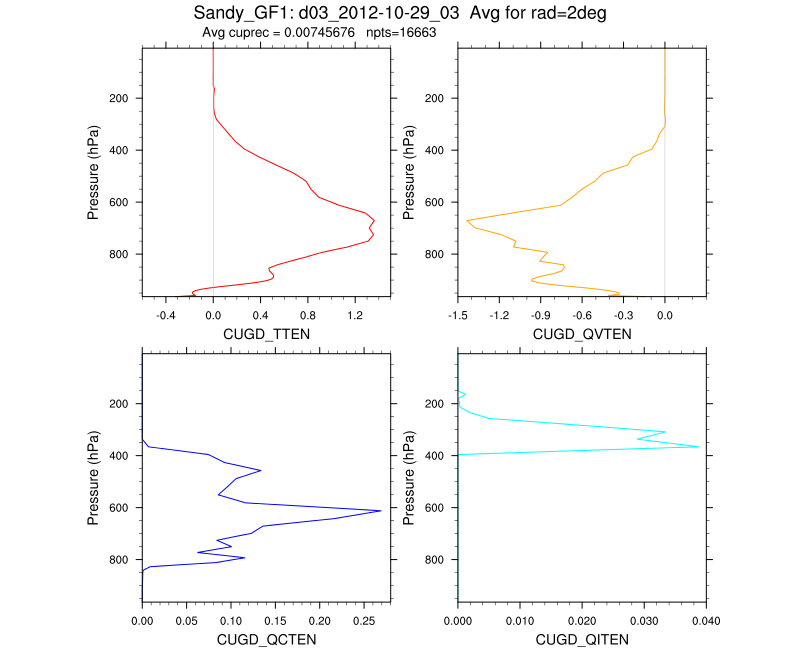 Sandy_GF1: d03_2012-10-29_03  Avg for rad=2deg
Avg cuprec = 0.00745676   npts=16663
Pressure (hPa)
200
400
600
800
-0.4 0.0 0.4 0.8 1.2
CUGD_TTEN
Pressure (hPa)
200
400
600
800
-1.5 -1.2 -0.9 -0.6 -0.3 0.0
CUGD_QVTEN
Pressure (hPa)
200
400
600
800
0.00 0.05 0.10 0.15 0.20 0.25
CUGD_QCTEN
Pressure (hPa)
200
400
600
800
0.000 0.010 0.020 0.030 0.040
CUGD_QITEN